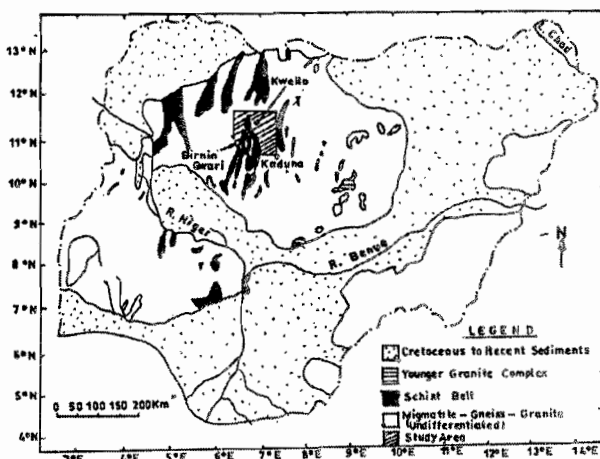 13°N
12°N
11°N
10°N
9°N
8°N
7°N
6°N
5°N
4°N
L. Chad
Kwello
Birnin
Gwari
Kaduna
R. Niger
R. Benue
N
LEGEND
Cretoceous to Recent Sediments
Younger Granite Complex
Schist Belt
Migmatite - Gneiss - Granite
(Undifferentiated)
Study Area
0 50 100 150 200Km
4°E 5°E 6°E 7°E 8°E 9°E 10°E 11°E 12°E 13°E 14°E